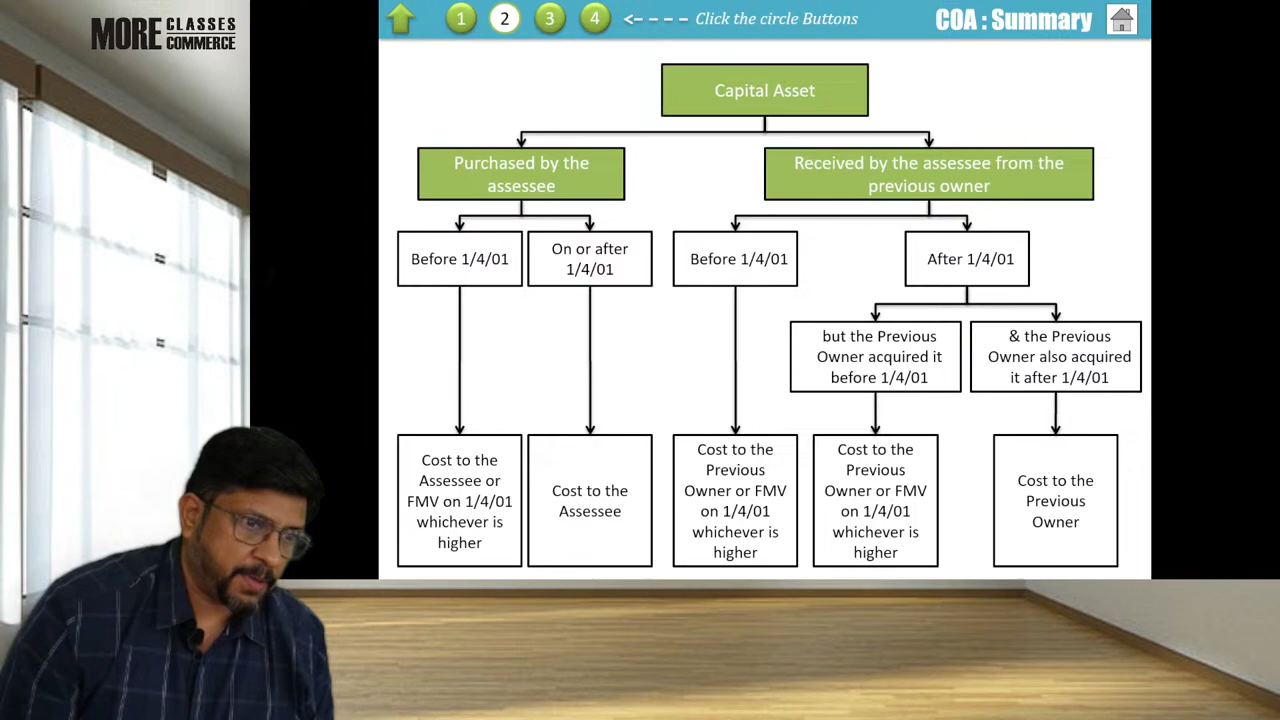 MORE CLASSES
COMMERCE
1
2
3
4
Click the circle Buttons
COA : Summary
Capital Asset
Purchased by the
assessee
Received by the assessee from the
previous owner
Before 1/4/01
On or after
1/4/01
Before 1/4/01
After 1/4/01
but the Previous
Owner acquired it
before 1/4/01
& the Previous
Owner also acquired
it after 1/4/01
Cost to the
Assessee or
FMV on 1/4/01
whichever is
higher
Cost to the
Assessee
Cost to the
Previous
Owner or FMV
on 1/4/01
whichever is
higher
Cost to the
Previous
Owner or FMV
on 1/4/01
whichever is
higher
Cost to the
Previous
Owner